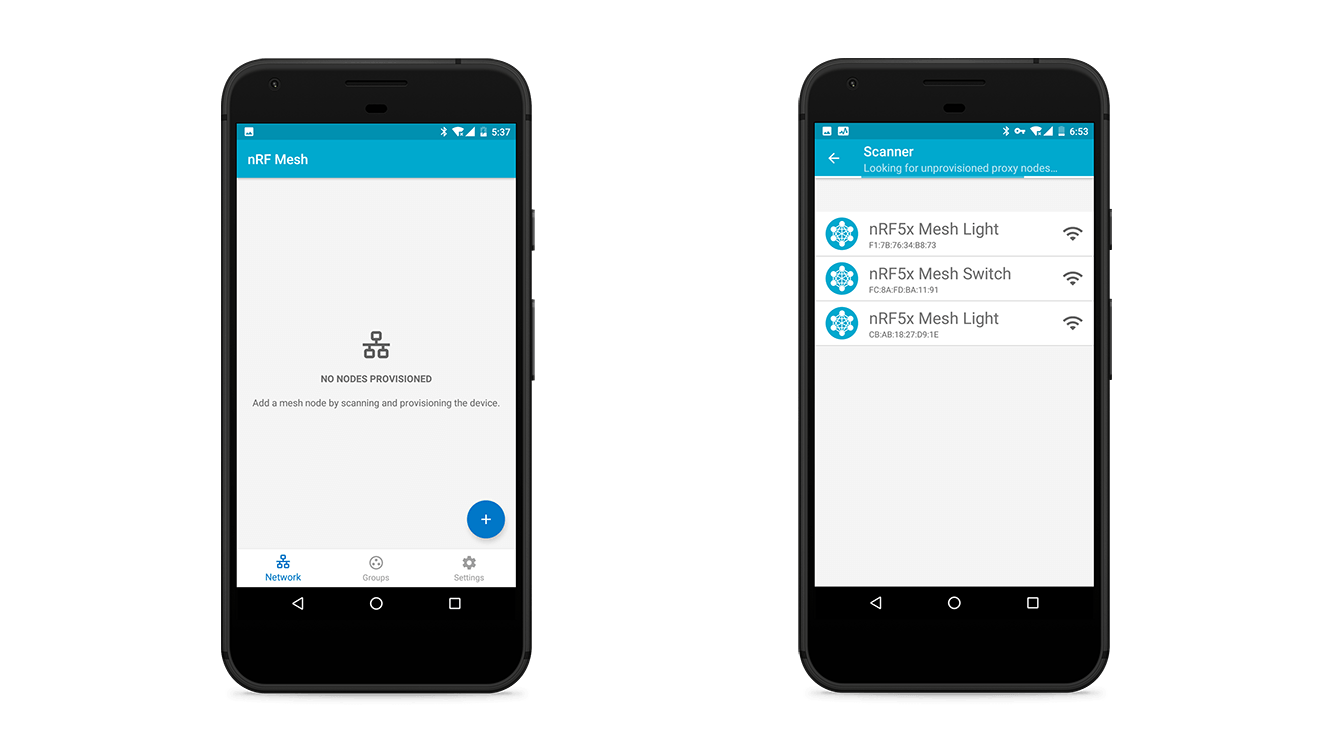 5:37
nRF Mesh
NO NODES PROVISIONED
Add a mesh node by scanning and provisioning the device.
Network
Groups
Settings
6:53
Scanner
Looking for unprovisioned proxy nodes...
nRF5x Mesh Light
F1:7B:76:34:B8:73
nRF5x Mesh Switch
FC:8A:FD:BA:11:91
nRF5x Mesh Light
CB:AB:18:27:D9:1E